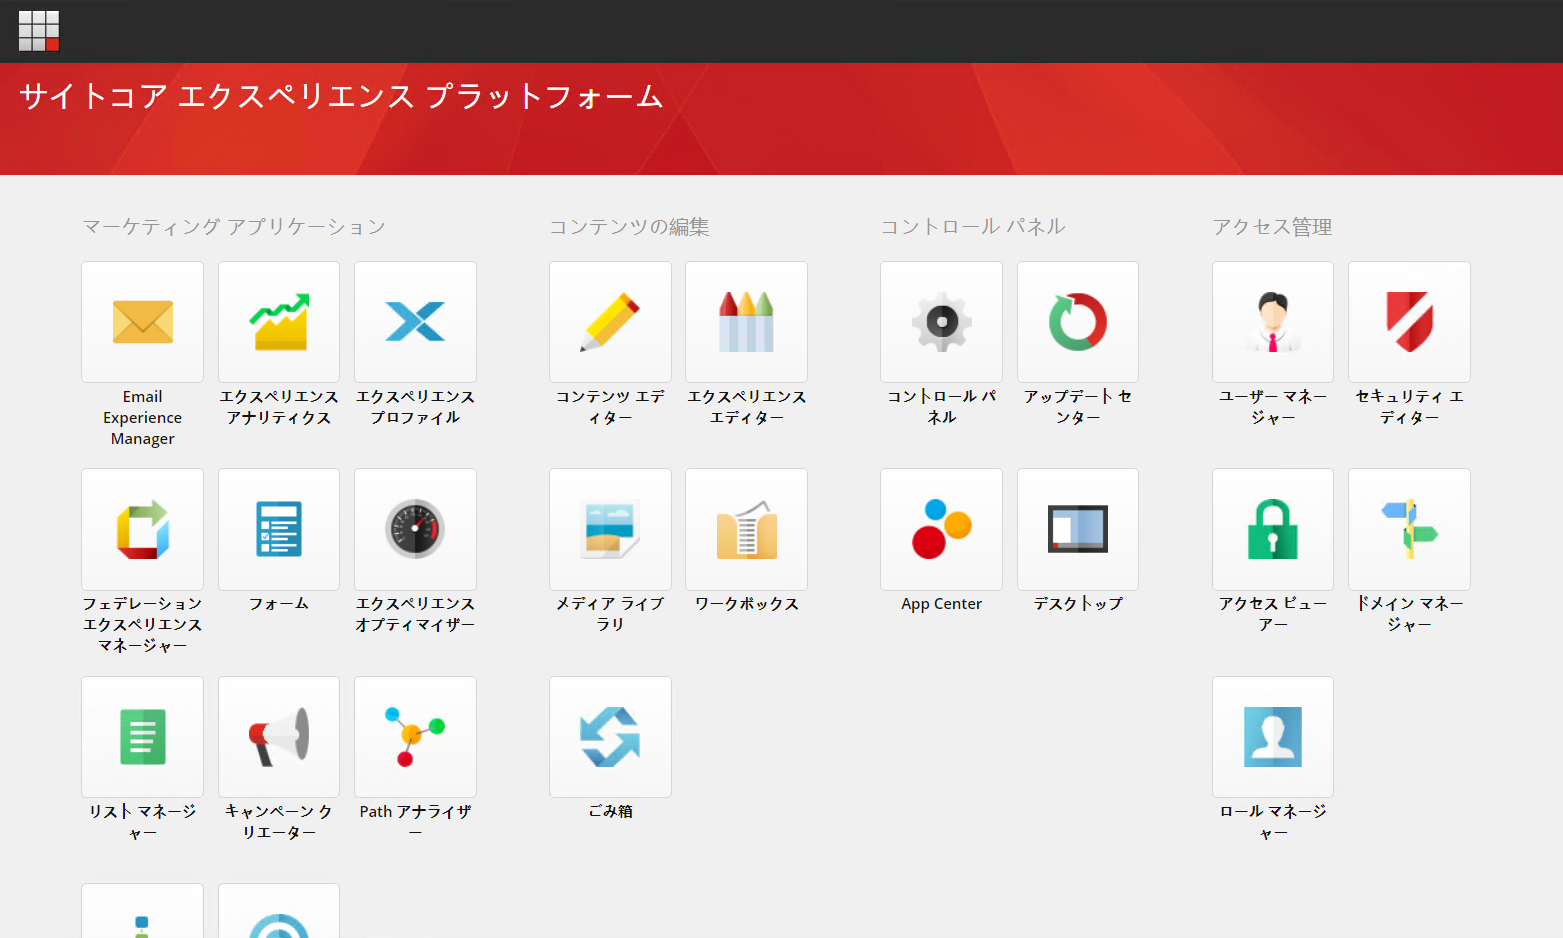 サイトコア エクスペリエンス プラットフォーム
マーケティング アプリケーション
Email
Experience
Manager
エクスペリエンス
アナリティクス
エクスペリエンス
プロファイル
フェデレーション
エクスペリエンス
マネージャー
フォーム
エクスペリエンス
オプティマイザー
リスト マネージ
ャー
キャンペーン ク
リエーター
Path アナライザ
ー
コンテンツの編集
コンテンツ エデ
ィター
エクスペリエンス
エディター
メディア ライブ
ラリ
ワークボックス
ごみ箱
コントロール パネル
コントロール パ
ネル
アップデート セ
ンター
App Center
デスクトップ
アクセス管理
ユーザー マネー
ジャー
セキュリティ エ
ディター
アクセス ビュー
アー
ドメイン マネー
ジャー
ロール マネージ
ャー